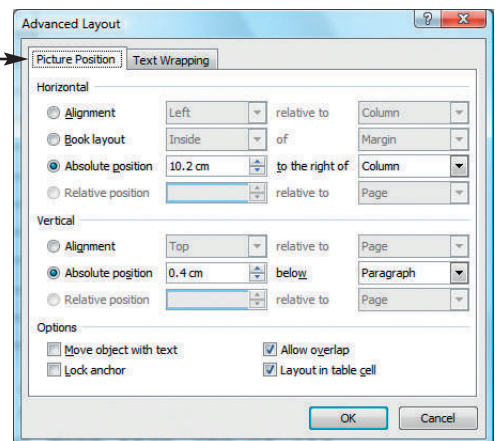 Advanced Layout
Picture Position Text Wrapping
Horizontal
Alignment Left relative to Column
Book layout Inside of Margin
Absolute position 10.2 cm to the right of Column
Relative position relative to Page
Vertical
Alignment Top relative to Page
Absolute position 0.4 cm below Paragraph
Relative position relative to Page
Options
Move object with text Allow overlap
Lock anchor Layout in table cell
OK Cancel